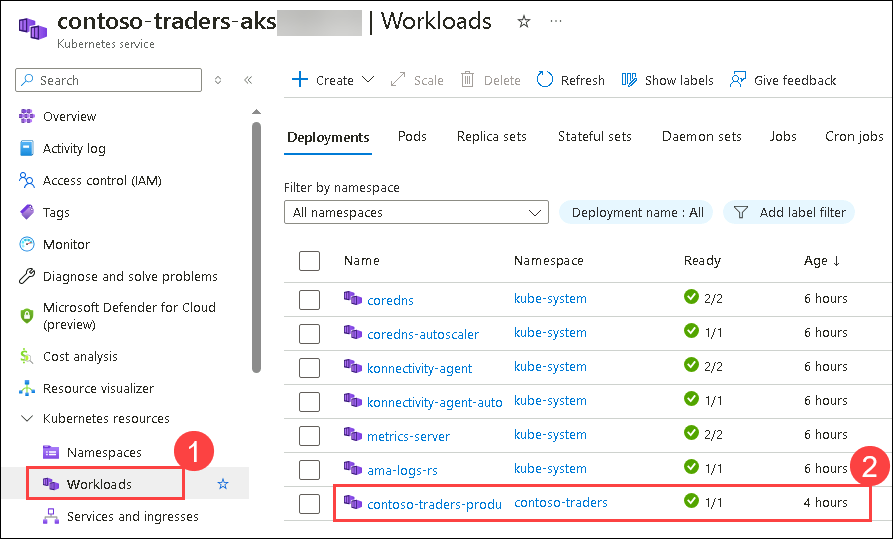 contoso-traders-aks | Workloads
Kubernetes service
Search
Create
Scale
Delete
Refresh
Show labels
Give feedback
Overview
Activity log
Access control (IAM)
Tags
Monitor
Diagnose and solve problems
Microsoft Defender for Cloud
(preview)
Cost analysis
Resource visualizer
Kubernetes resources
Namespaces
1
Workloads
Services and ingresses
Deployments Pods Replica sets Stateful sets Daemon sets Jobs Cron jobs
Filter by namespace
All namespaces Deployment name : All Add label filter
Name Namespace Ready Age ↓
coredns kube-system 2/2 6 hours
coredns-autoscaler kube-system 1/1 6 hours
konnectivity-agent kube-system 2/2 6 hours
konnectivity-agent-auto kube-system 1/1 6 hours
metrics-server kube-system 2/2 6 hours
ama-logs-rs kube-system 1/1 6 hours
2
contoso-traders-produ contoso-traders 1/1 4 hours